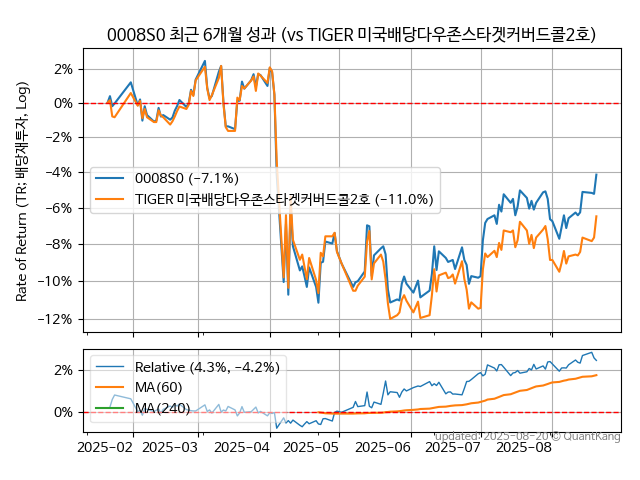 0008S0 최근 6개월 성과 (vs TIGER 미국배당다우존스타겟커버드콜2호)
Rate of Return (TR; 배당재투자, Log)
2%
0%
−2%
−4%
−6%
−8%
−10%
−12%
0008S0 (−7.1%)
TIGER 미국배당다우존스타겟커버드콜2호 (−11.0%)
2%
0%
Relative (4.3%, −4.2%)
MA(60)
MA(240)
2025−02 2025−03 2025−04 2025−05 2025−06 2025−07 2025−08
updated: 2025−08−20 © QuantKang